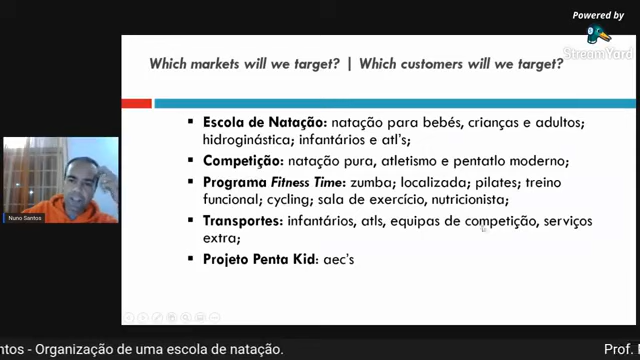 Powered by
StreamYard
Which markets will we target? | Which customers will we target?
▪ Escola de Natação: natação para bebés, crianças e adultos;
hidroginástica; infantários e atl's;
▪ Competição: natação pura, atletismo e pentatlo moderno;
▪ Programa Fitness Time: zumba; localizada; pilates; treino
funcional; cycling; sala de exercício, nutricionista;
▪ Transportes: infantários, atls, equipas de competição, serviços
extra;
▪ Projeto Penta Kid: aec's
Nuno Santos
ntos - Organização de uma escola de natação.
Prof.